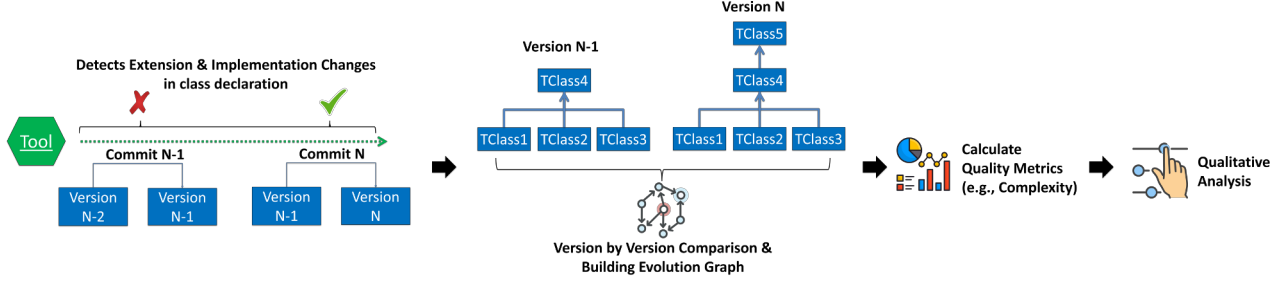 Detects Extension & Implementation Changes
in class declaration
Tool
Commit N-1
Commit N
Version
N-2
Version
N-1
Version
N-1
Version
N
Version N-1
TClass4
TClass1
TClass2
TClass3
Version N
TClass5
TClass4
TClass1
TClass2
TClass3
Version by Version Comparison &
Building Evolution Graph
Calculate
Quality Metrics
(e.g., Complexity)
Qualitative
Analysis